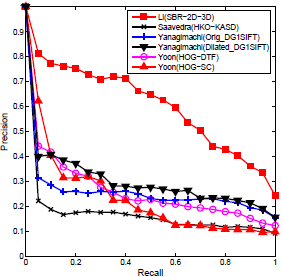 Li(SBR-2D-3D)
Saavedra(HKO-KASD)
Yanagimachi(Orig_DG1SIFT)
Yanagimachi(Dilated_DG1SIFT)
Yoon(HOG-DTF)
Yoon(HOG-SC)
1
0.9
0.8
0.7
0.6
0.5
0.4
0.3
0.2
0.1
0
Precision
0 0.2 0.4 0.6 0.8 1
Recall